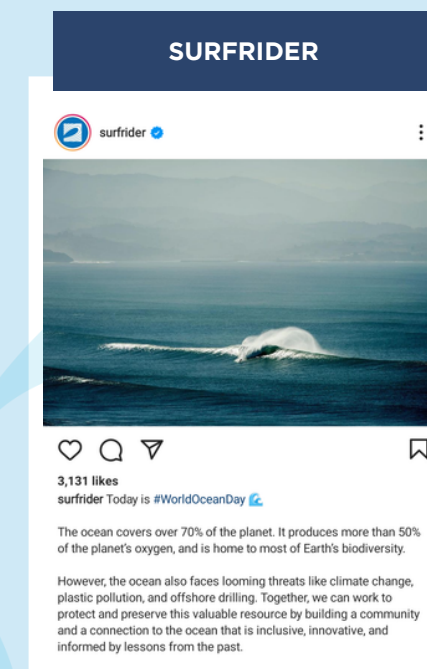 SURFRIDER
surfrider
3,131 likes
surfrider Today is #WorldOceanDay 🌊
The ocean covers over 70% of the planet. It produces more than 50%
of the planet's oxygen, and is home to most of Earth's biodiversity.
However, the ocean also faces looming threats like climate change,
plastic pollution, and offshore drilling. Together, we can work to
protect and preserve this valuable resource by building a community
and a connection to the ocean that is inclusive, innovative, and
informed by lessons from the past.